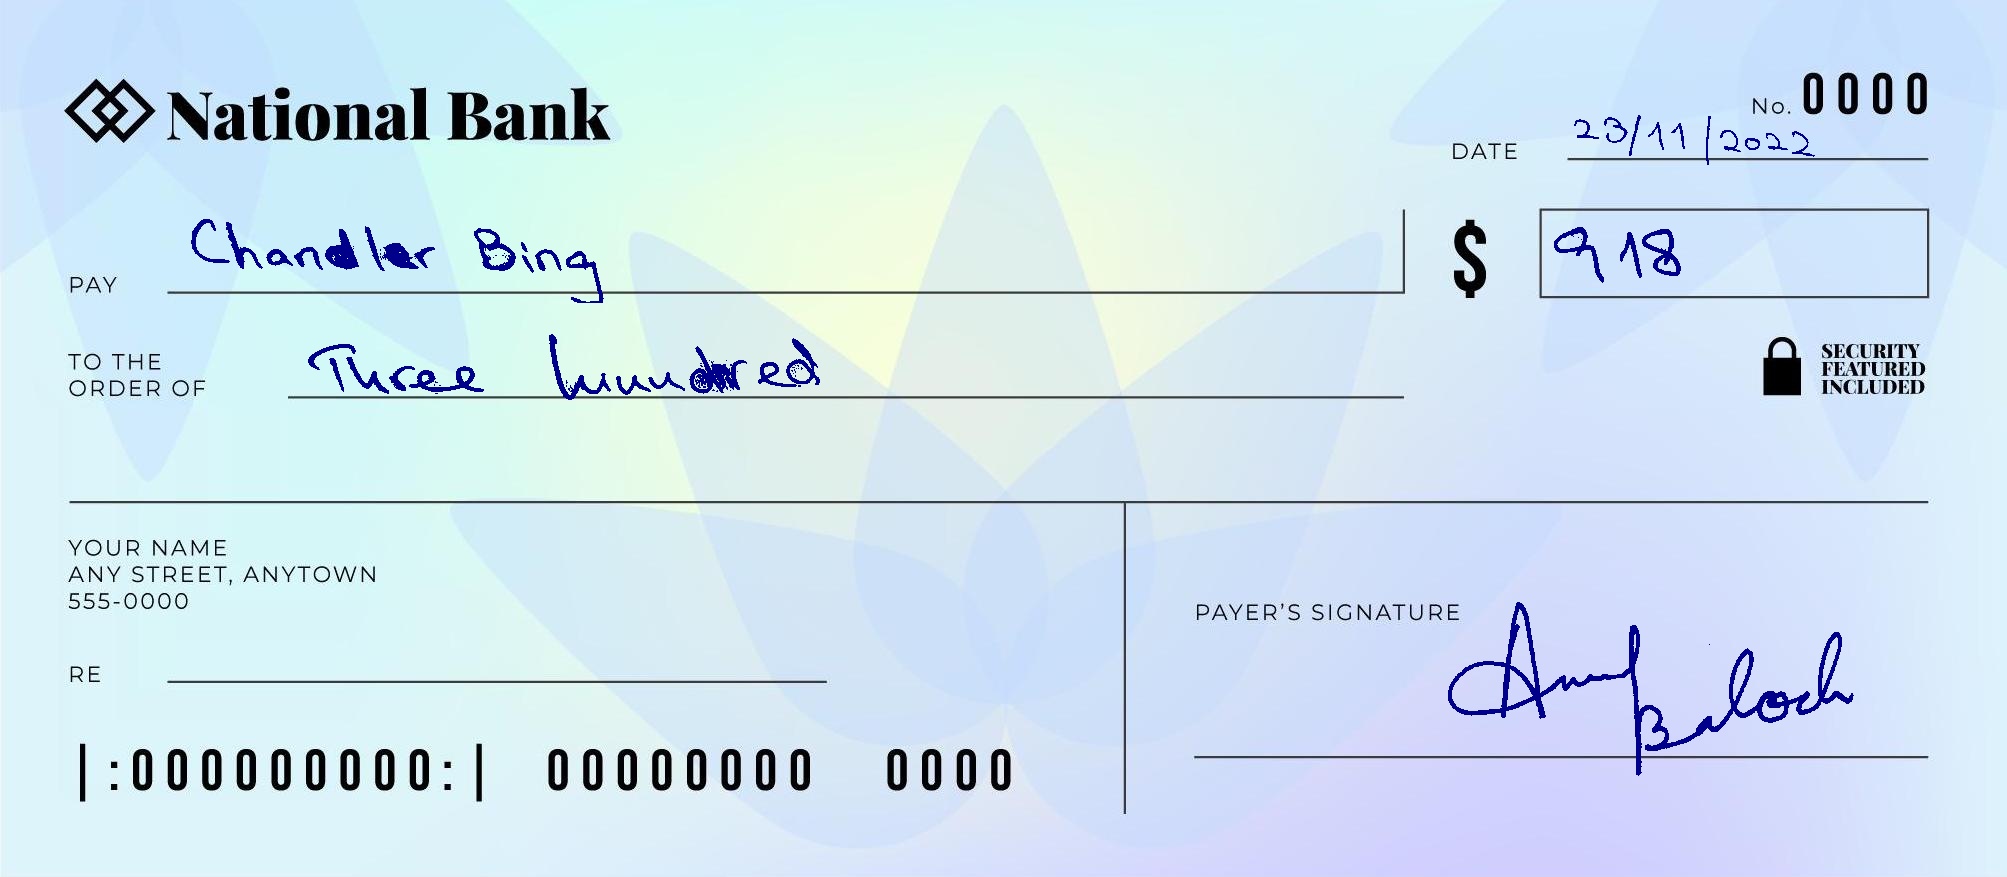 National Bank
No. 0000
DATE 23/11/2022
PAY Chandler Bing $ 918
TO THE
ORDER OF Three hundred
SECURITY
FEATURED
INCLUDED
YOUR NAME
ANY STREET, ANYTOWN
555-0000
PAYER'S SIGNATURE
Baloch
RE
|:000000000:| 00000000 0000